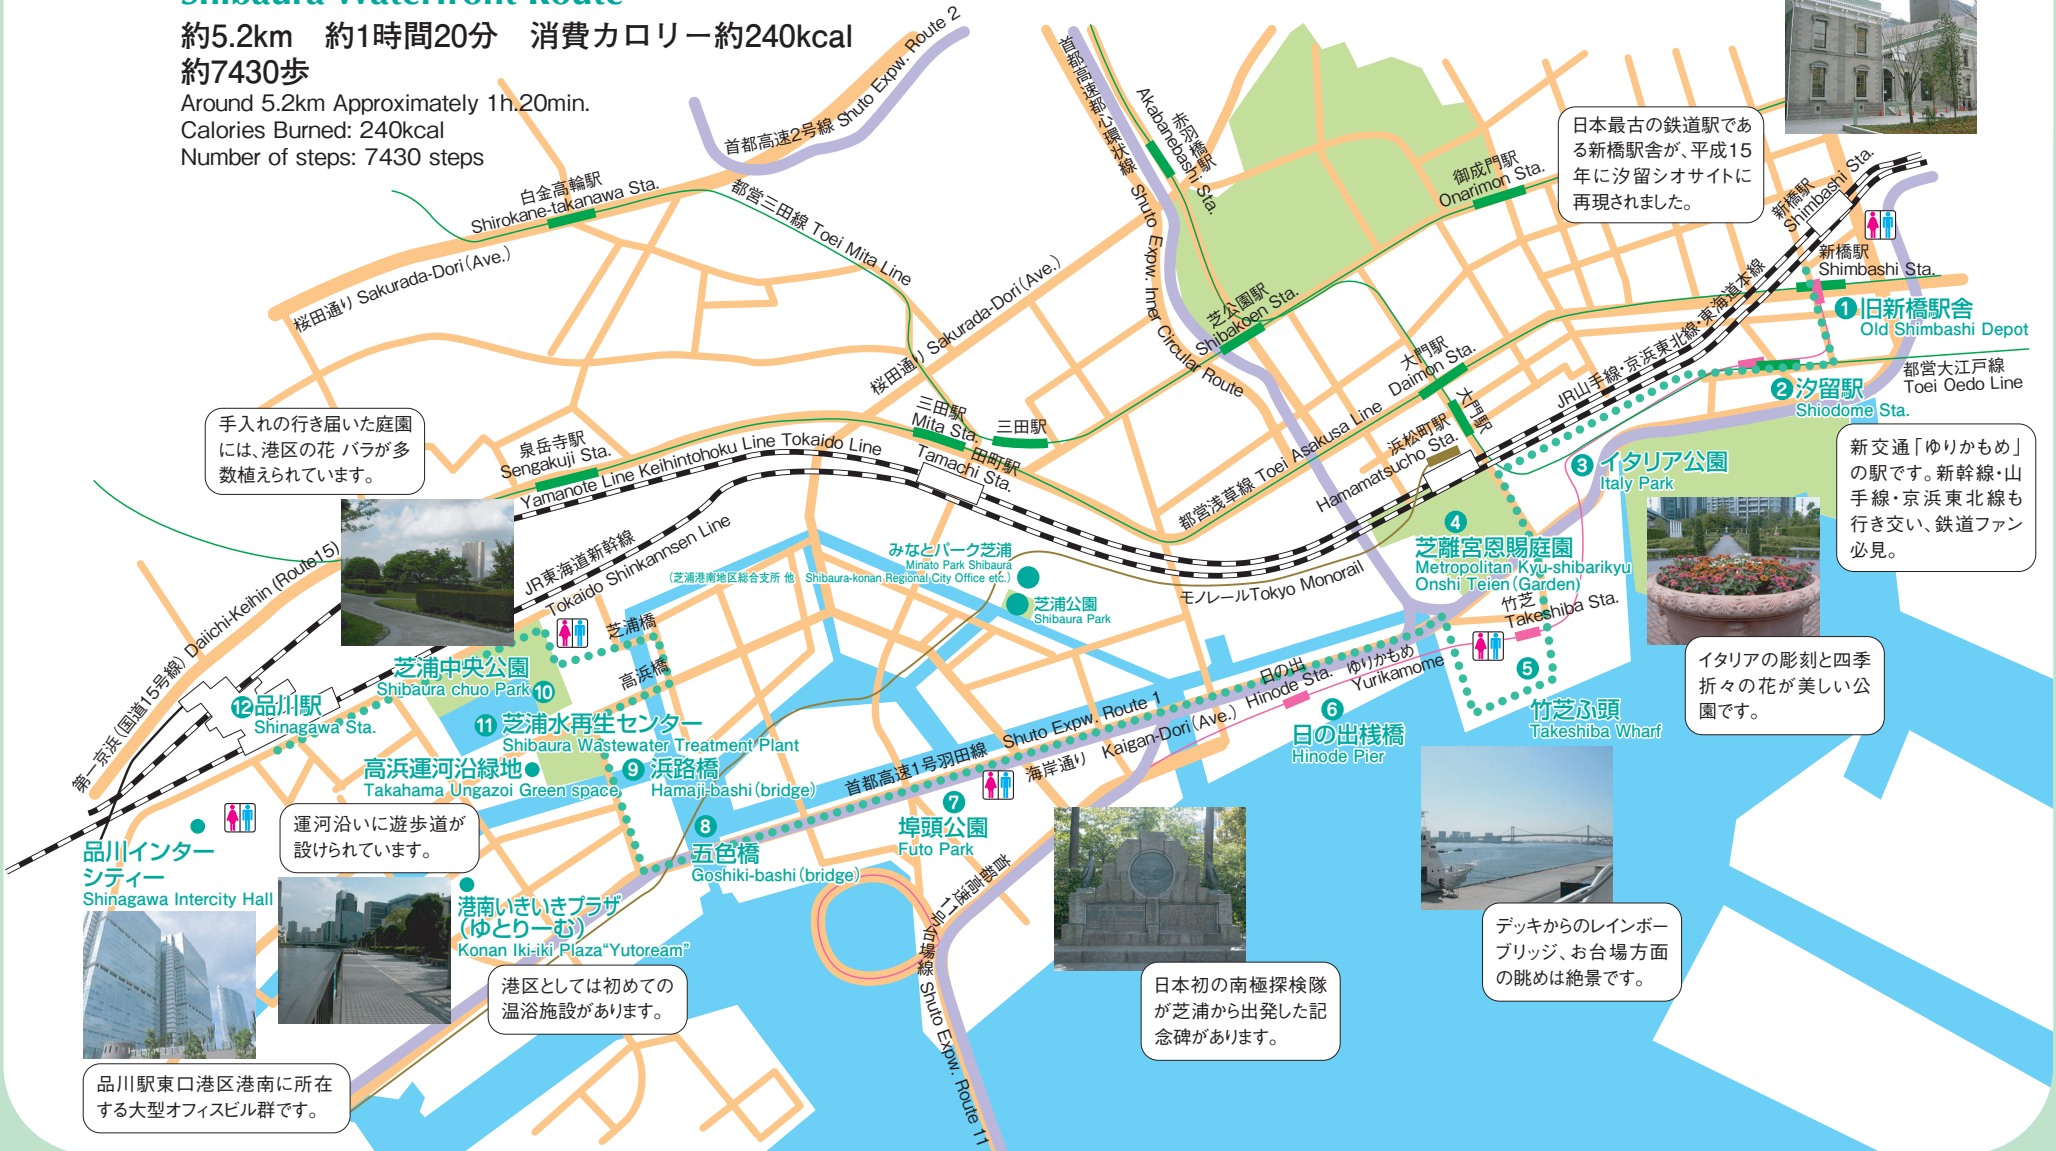 Shibaura Waterfront Route
約5.2km 約1時間20分 消費カロリー約240kcal
約7430歩
Around 5.2km Approximately 1h.20min.
Calories Burned: 240kcal
Number of steps: 7430 steps
首都高速2号線 Shuto Expw. Route 2
首都高速都心環状線 Shuto Expw. Inner Circular Route
赤羽橋駅
Akabanebashi Sta.
御成門駅
Onarimon Sta.
日本最古の鉄道駅であ
る新橋駅舎が、平成15
年に汐留シオサイトに
再現されました。
新橋駅
Shimbashi Sta.
新橋駅
Shimbashi Sta.
白金高輪駅
Shirokane-takanawa Sta.
都営三田線 Toei Mita Line
桜田通り Sakurada-Dori(Ave.)
桜田通り Sakurada-Dori(Ave.)
芝公園駅
Shibakoen Sta.
大門駅
Daimon Sta.
大門駅
JR山手線・京浜東北線・東海道本線
❶旧新橋駅舎
Old Shimbashi Depot
都営大江戸線
Toei Oedo Line
❷汐留駅
Shiodome Sta.
新交通「ゆりかもめ」
の駅です。新幹線・山
手線・京浜東北線も
行き交い、鉄道ファン
必見。
❸イタリア公園
Italy Park
イタリアの彫刻と四季
折々の花が美しい公
園です。
手入れの行き届いた庭園
には、港区の花 バラが多
数植えられています。
泉岳寺駅
Sengakuji Sta.
三田駅
Mita Sta.
三田駅
田町駅
Tamachi Sta.
Yamanote Line Keihintohoku Line Tokaido Line
都営浅草線 Toei Asakusa Line
浜松町駅
Hamamatsucho Sta.
❹
芝離宮恩賜庭園
Metropolitan Kyu-shibarikyu
Onshi Teien(Garden)
JR東海道新幹線
Tokaido Shinkannsen Line
みなとパーク芝浦
Minato Park Shibaura
(芝浦港南地区総合支所 他 Shibaura-konan Regional City Office etc.)
芝浦公園
Shibaura Park
モノレールTokyo Monorail
竹芝
Takeshiba Sta.
❺
竹芝ふ頭
Takeshiba Wharf
第一京浜(国道15号線) Daiichi-Keihin (Route15)
芝浦橋
高浜橋
芝浦中央公園
Shibaura chuo Park❿
⓬品川駅
Shinagawa Sta.
⓫芝浦水再生センター
Shibaura Wastewater Treatment Plant
高浜運河沿緑地
Takahama Ungazoi Green space
❾浜路橋
Hamaji-bashi(bridge)
首都高速1号羽田線 Shuto Expw. Route 1
海岸通り Kaigan-Dori(Ave.)
日の出
Hinode Sta.
ゆりかもめ
Yurikamome
❻
日の出桟橋
Hinode Pier
❼
埠頭公園
Futo Park
❽
五色橋
Goshiki-bashi(bridge)
運河沿いに遊歩道が
設けられています。
品川インター
シティー
Shinagawa Intercity Hall
港南いきいきプラザ
(ゆとりーむ)
Konan Iki-iki Plaza“Yutoream”
港区としては初めての
温浴施設があります。
首都高速11号台場線 Shuto Expw. Route 11
日本初の南極探検隊
が芝浦から出発した記
念碑があります。
デッキからのレインボー
ブリッジ、お台場方面
の眺めは絶景です。
品川駅東口港区港南に所在
する大型オフィスビル群です。